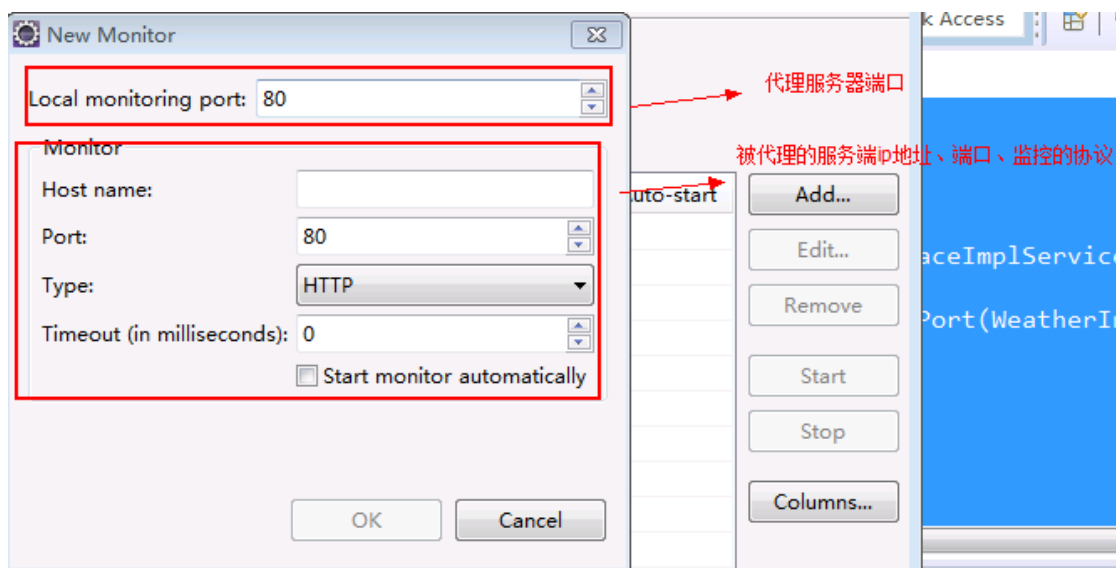 New Monitor
k Access
Local monitoring port: 80
代理服务器端口
Monitor
被代理的服务端ip地址、端口、监控的协议
Host name:
uto-start
Add...
Port: 80
Edit...
aceImplService
Type: HTTP
Remove
Port(WeatherIn
Timeout (in milliseconds): 0
Start monitor automatically
Start
Stop
Columns...
OK
Cancel